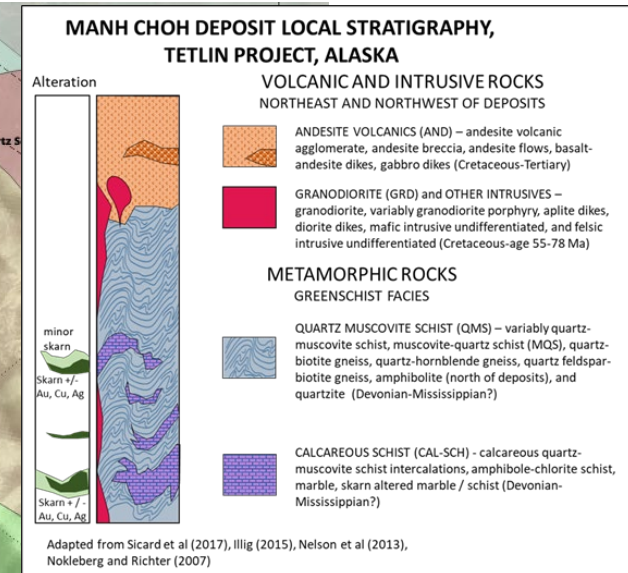 MANH CHOH DEPOSIT LOCAL STRATIGRAPHY,
TETLIN PROJECT, ALASKA
Alteration
VOLCANIC AND INTRUSIVE ROCKS
NORTHEAST AND NORTHWEST OF DEPOSITS
ANDESITE VOLCANICS (AND) – andesite volcanic
agglomerate, andesite breccia, andesite flows, basalt-
andesite dikes, gabbro dikes (Cretaceous-Tertiary)
GRANODIORITE (GRD) and OTHER INTRUSIVES –
granodiorite, variably granodiorite porphyry, aplite dikes,
diorite dikes, mafic intrusive undifferentiated, and felsic
intrusive undifferentiated (Cretaceous-age 55-78 Ma)
METAMORPHIC ROCKS
GREENSCHIST FACIES
QUARTZ MUSCOVITE SCHIST (QMS) – variably quartz-
muscovite schist, muscovite-quartz schist (MQS), quartz-
biotite gneiss, quartz-hornblende gneiss, quartz feldspar-
biotite gneiss, amphibolite (north of deposits), and
quartzite (Devonian-Mississippian?)
CALCAREOUS SCHIST (CAL-SCH) - calcareous quartz-
muscovite schist intercalations, amphibole-chlorite schist,
marble, skarn altered marble / schist (Devonian-
Mississippian?)
minor
skarn
Skarn +/-
Au, Cu, Ag
Skarn + / -
Au, Cu, Ag
Adapted from Sicard et al (2017), Illig (2015), Nelson et al (2013),
Nokleberg and Richter (2007)